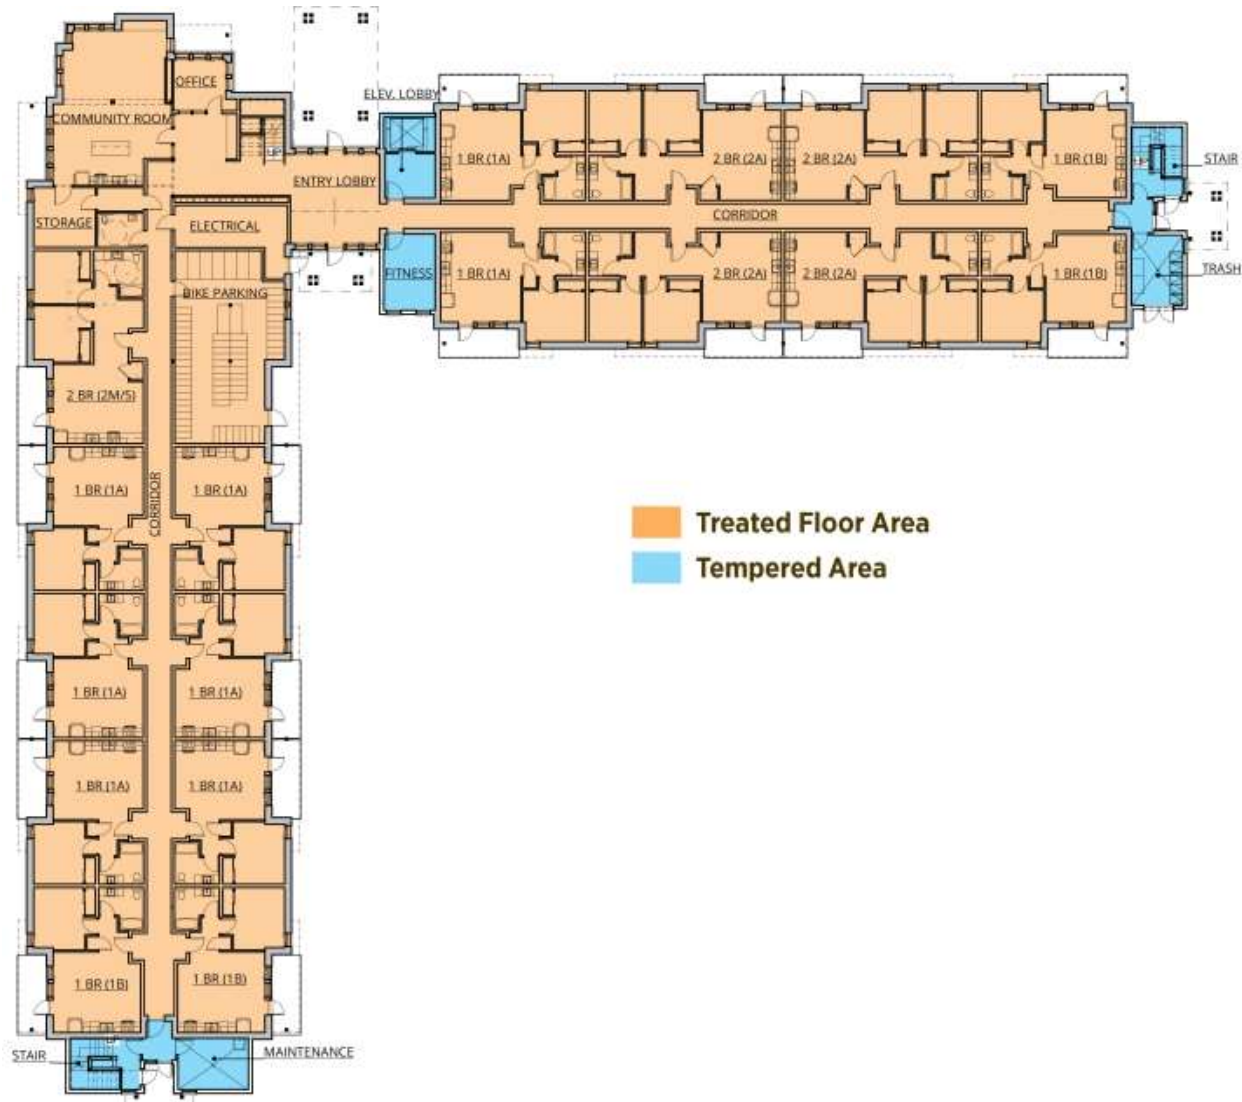 OFFICE
ELEV. LOBBY
COMMUNITY ROOM
UP
ENTRY LOBBY
1 BR (1A)
2 BR (2A)
2 BR (2A)
1 BR (1B)
STAIR
STORAGE
ELECTRICAL
CORRIDOR
FITNESS
1 BR (1A)
2 BR (2A)
2 BR (2A)
1 BR (1B)
TRASH
BIKE PARKING
2 BR (2M/S)
1 BR (1A)
CORRIDOR
1 BR (1A)
Treated Floor Area
Tempered Area
1 BR (1A)
1 BR (1A)
1 BR (1A)
1 BR (1A)
1 BR (1B)
1 BR (1B)
STAIR
MAINTENANCE